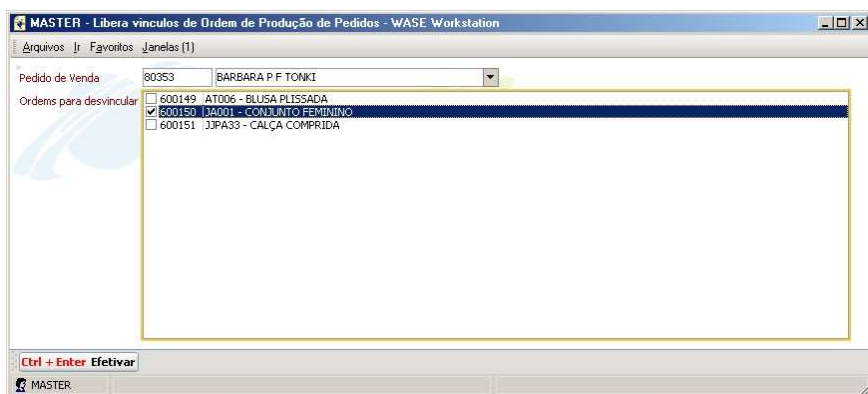 MASTER - Libera vinculos de Ordem de Produção de Pedidos - WASE Workstation
Arquivos Ir Favoritos Janelas (1)
Pedido de Venda 80353 BARBARA P F TONKI
Ordems para desvincular 600149 AT006 - BLUSA PLISSADA
600150 JA001 - CONJUNTO FEMININO
600151 JJPA33 - CALÇA COMPRIDA
Ctrl + Enter Efetivar
MASTER